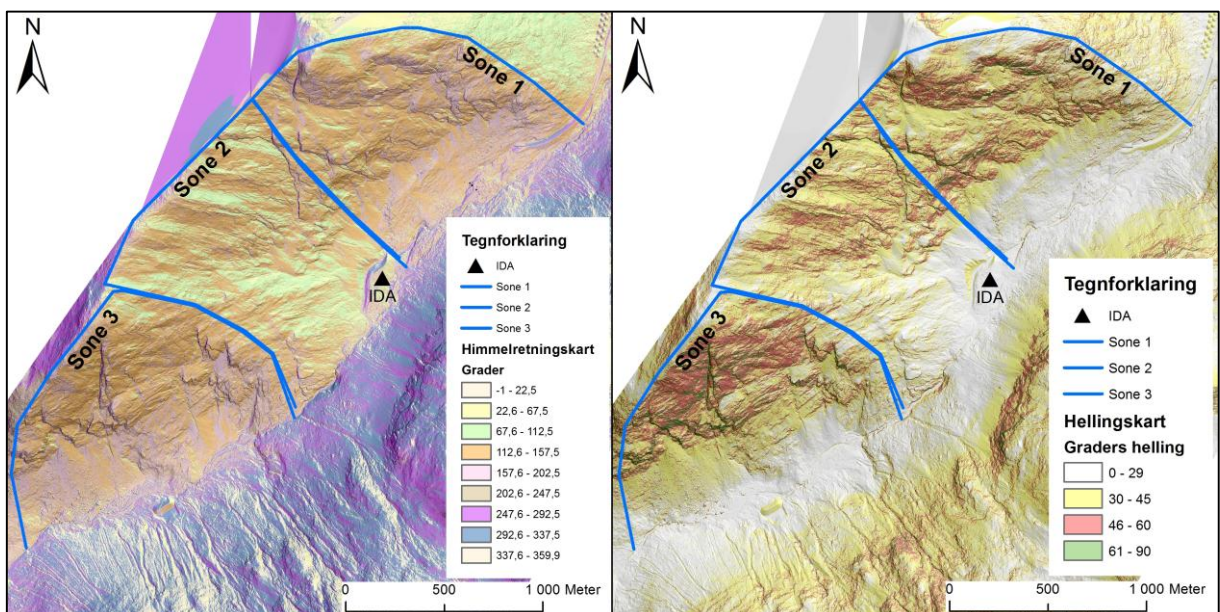 N
Sone 1
Sone 2
Sone 3
IDA
Tegnforklaring
IDA
Sone 1
Sone 2
Sone 3
Himmelretningskart
Grader
-1 - 22,5
22,6 - 67,5
67,6 - 112,5
112,6 - 157,5
157,6 - 202,5
202,6 - 247,5
247,6 - 292,5
292,6 - 337,5
337,6 - 359,9
0 500 1 000 Meter
N
Sone 1
Sone 2
Sone 3
IDA
Tegnforklaring
IDA
Sone 1
Sone 2
Sone 3
Hellingskart
Graders helling
0 - 29
30 - 45
46 - 60
61 - 90
0 500 1 000 Meter